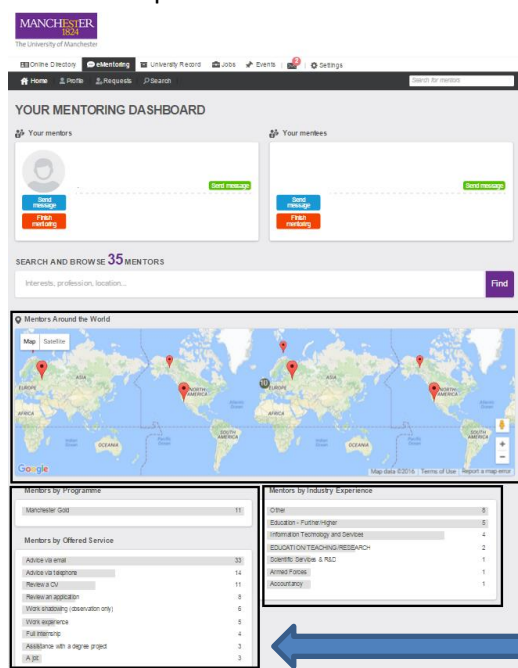 MANCHESTER
1824
The University of Manchester
Online Directory eMentoring University Record Jobs Events 2 Settings
Home Profile Requests Search Search for mentors
YOUR MENTORING DASHBOARD
Your mentors
Send message
Send message
Finish mentoring
Your mentees
Send message
Send message
Finish mentoring
SEARCH AND BROWSE 35 MENTORS
Interests, profession, location... Find
Mentors Around the World
Map Satellite
EUROPE ASIA NORTH AMERICA 10 EUROPE ASIA NORTH AMERICA
AFRICA AFRICA
OCEANIA SOUTH AMERICA OCEANIA SOUTH AMERICA
Google Map data ©2016 Terms of Use Report a map error
Mentors by Programme
Manchester Gold 11
Mentors by Offered Service
Advice via email 33
Advice via telephone 14
Review a CV 11
Review an application 8
Work shadowing (observation only) 6
Work experience 5
Full internship 4
Assistance with a degree project 3
A job 3
Mentors by Industry Experience
Other 8
Education - Further/Higher 5
Information Technology and Services 4
EDUCATION/TEACHING/RESEARCH 2
Scientific Services & R&D 1
Armed Forces 1
Accountancy 1